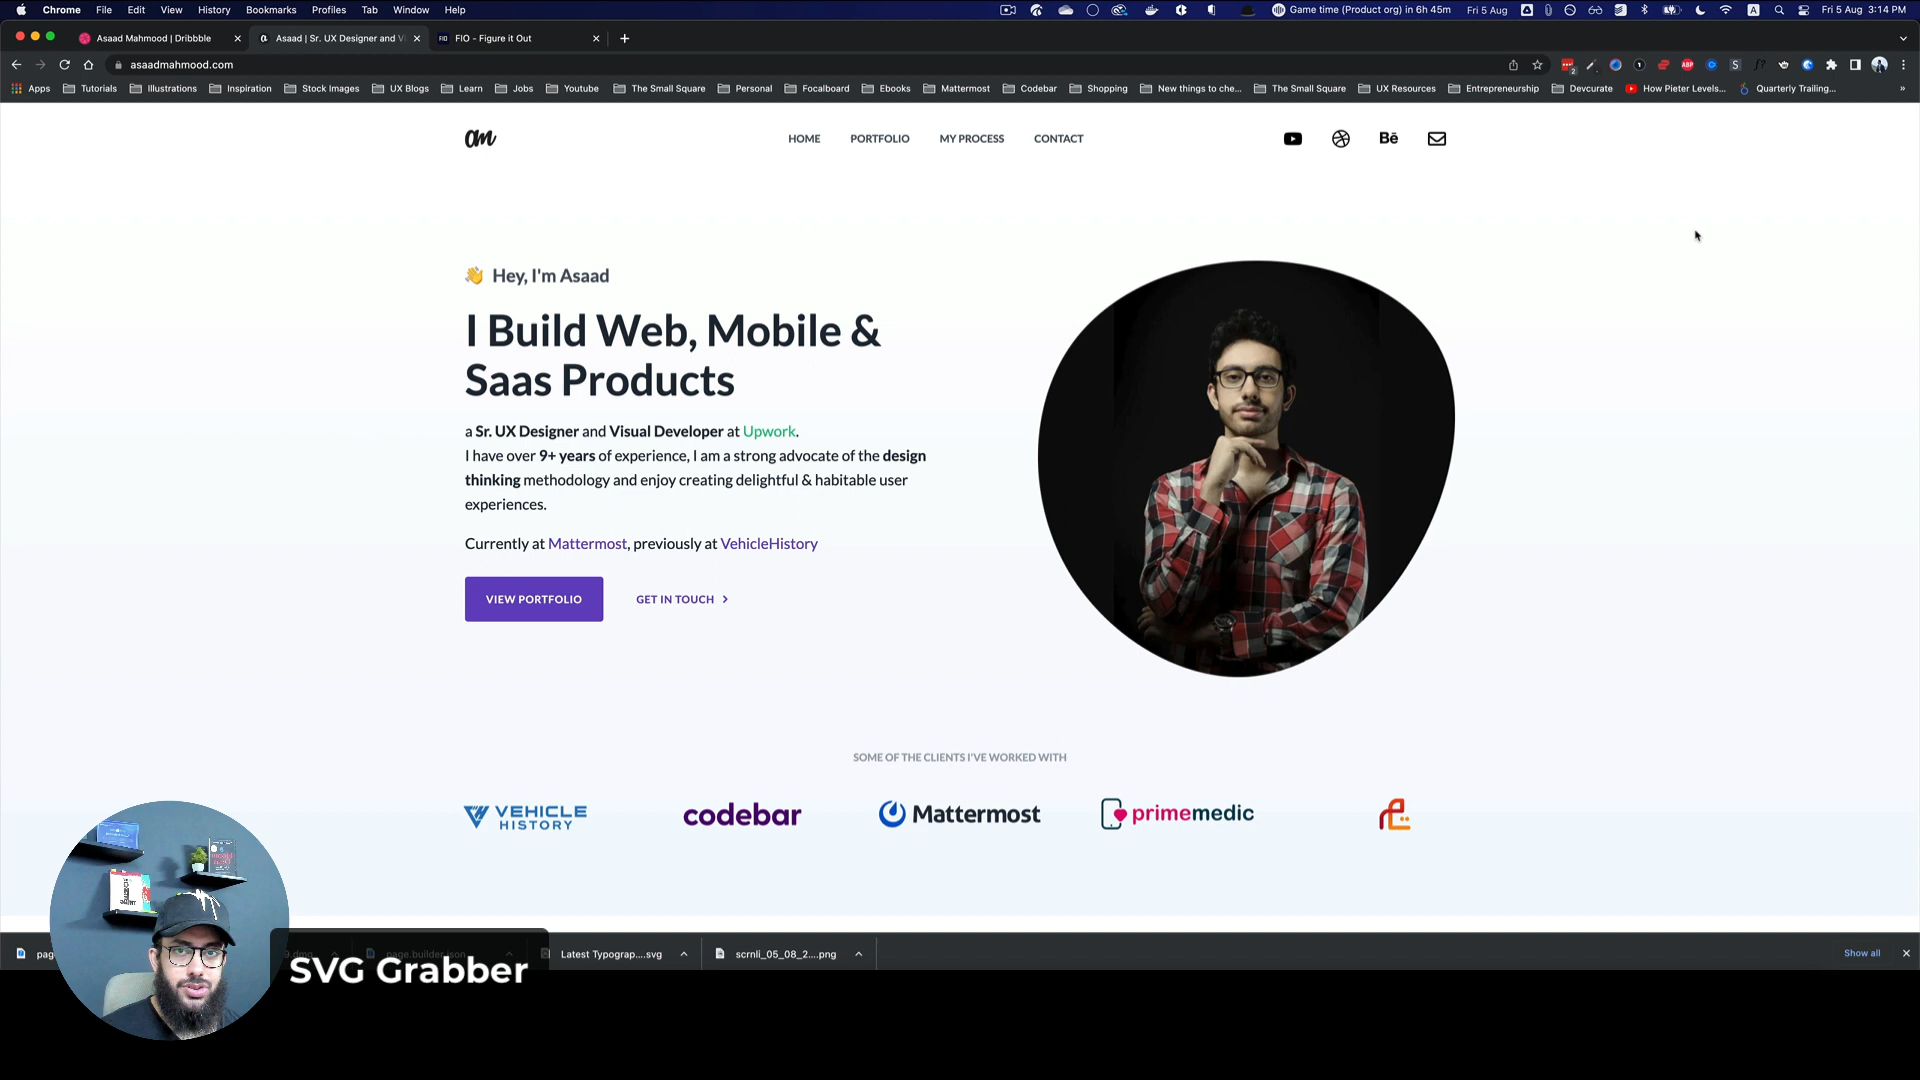 Chrome File Edit View History Bookmarks Profiles Tab Window Help Game time (Product org) in 6h 45m Fri 5 Aug Fri 5 Aug 3:14 PM
Asaad Mahmood | Dribbble
Asaad | Sr. UX Designer and V
FIO - Figure it Out
asaadmahmood.com
Apps Tutorials Illustrations Inspiration Stock Images UX Blogs Learn Jobs Youtube The Small Square Personal Focalboard Ebooks Mattermost Codebar Shopping New things to che... The Small Square UX Resources Entrepreneurship Devcurate How Pieter Levels... Quarterly Trailing... »
am HOME PORTFOLIO MY PROCESS CONTACT Bē
Hey, I'm Asaad
I Build Web, Mobile &
Saas Products
a Sr. UX Designer and Visual Developer at Upwork.
I have over 9+ years of experience, I am a strong advocate of the design
thinking methodology and enjoy creating delightful & habitable user
experiences.
Currently at Mattermost, previously at VehicleHistory
VIEW PORTFOLIO GET IN TOUCH
SOME OF THE CLIENTS I'VE WORKED WITH
VEHICLE
HISTORY
codebar
Mattermost
primemedic
page.builder.json Latest Typograp....svg scrnli_05_08_2....png Show all
SVG Grabber